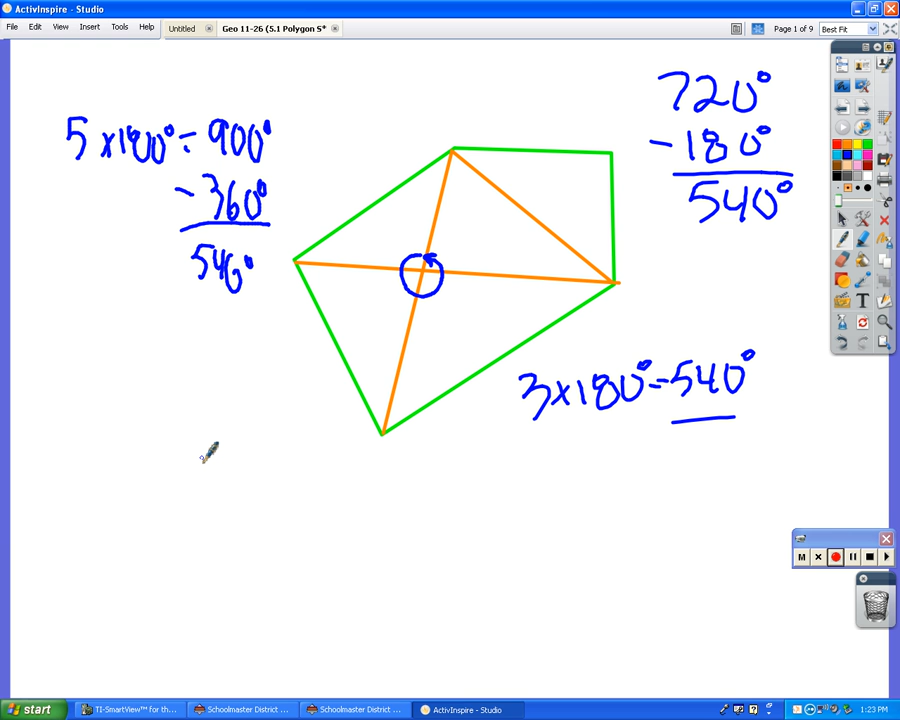 ActivInspire - Studio
File Edit View Insert Tools Help
Untitled
Geo 11-26 (5.1 Polygon S*
Page 1 of 9
Best Fit
5 x 180° = 900°
- 360°
540°
720°
- 180°
540°
3 x 180° = 540°
M
start
TI-SmartView™ for th...
Schoolmaster District ...
Schoolmaster District ...
ActivInspire - Studio
1:23 PM